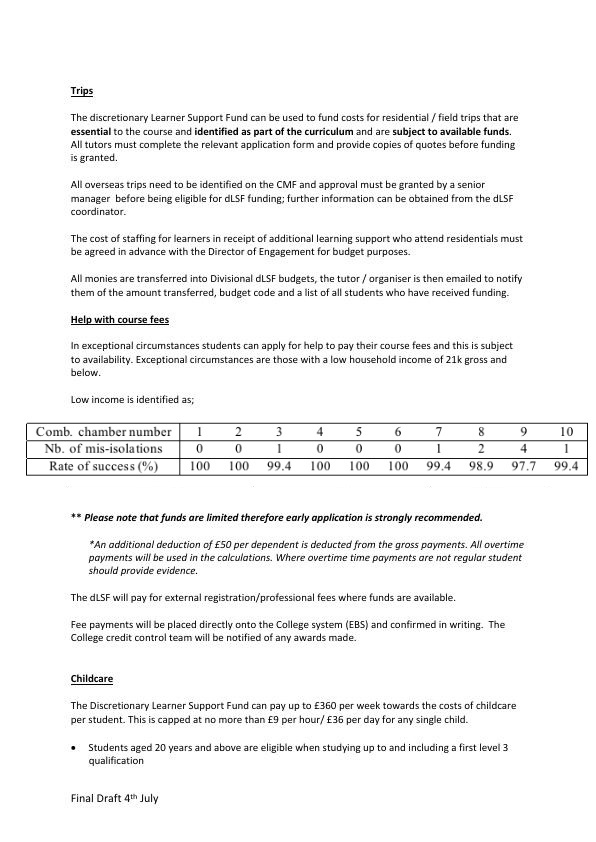 Trips
The discretionary Learner Support Fund can be used to fund costs for residential / field trips that are
essential to the course and identified as part of the curriculum and are subject to available funds.
All tutors must complete the relevant application form and provide copies of quotes before funding
is granted.
All overseas trips need to be identified on the CMF and approval must be granted by a senior
manager before being eligible for dLSF funding; further information can be obtained from the dLSF
coordinator.
The cost of staffing for learners in receipt of additional learning support who attend residentials must
be agreed in advance with the Director of Engagement for budget purposes.
All monies are transferred into Divisional dLSF budgets, the tutor / organiser is then emailed to notify
them of the amount transferred, budget code and a list of all students who have received funding.
Help with course fees
In exceptional circumstances students can apply for help to pay their course fees and this is subject
to availability. Exceptional circumstances are those with a low household income of 21k gross and
below.
Low income is identified as;
Comb. chamber number 1 2 3 4 5 6 7 8 9 10
Nb. of mis-isolations 0 0 1 0 0 0 1 2 4 1
Rate of success (%) 100 100 99.4 100 100 100 99.4 98.9 97.7 99.4
** Please note that funds are limited therefore early application is strongly recommended.
*An additional deduction of £50 per dependent is deducted from the gross payments. All overtime
payments will be used in the calculations. Where overtime time payments are not regular student
should provide evidence.
The dLSF will pay for external registration/professional fees where funds are available.
Fee payments will be placed directly onto the College system (EBS) and confirmed in writing. The
College credit control team will be notified of any awards made.
Childcare
The Discretionary Learner Support Fund can pay up to £360 per week towards the costs of childcare
per student. This is capped at no more than £9 per hour/ £36 per day for any single child.
• Students aged 20 years and above are eligible when studying up to and including a first level 3
qualification
Final Draft 4th July